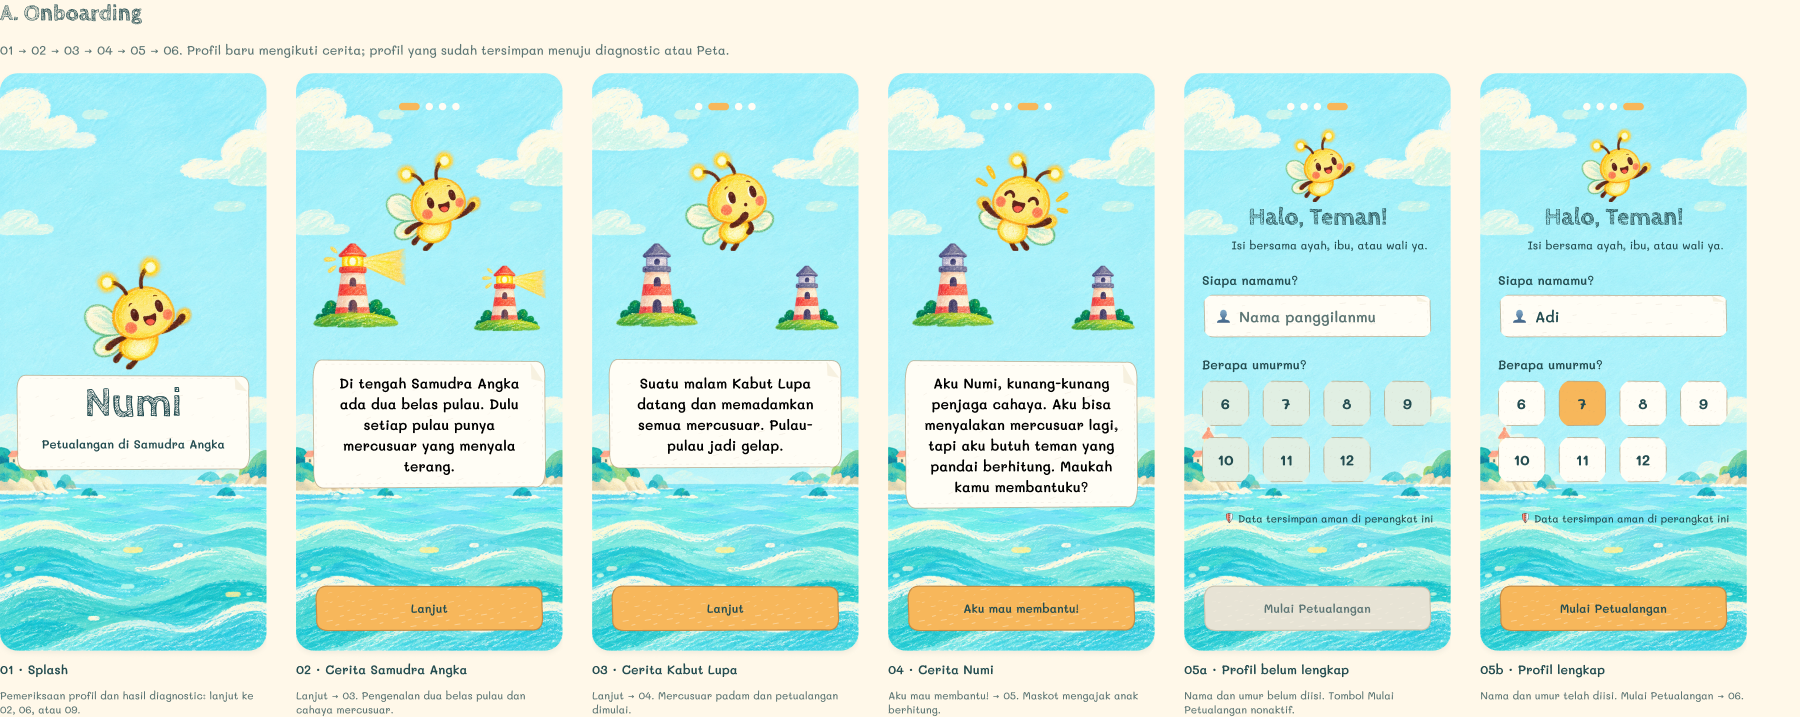 A. Onboarding
01 → 02 → 03 → 04 → 05 → 06. Profil baru mengikuti cerita; profil yang sudah tersimpan menuju diagnostic atau Peta.
Numi
Petualangan di Samudra Angka
01 · Splash
Pemeriksaan profil dan hasil diagnostic: lanjut ke
02, 06, atau 09.
Di tengah Samudra Angka
ada dua belas pulau. Dulu
setiap pulau punya
mercusuar yang menyala
terang.
Lanjut
02 · Cerita Samudra Angka
Lanjut → 03. Pengenalan dua belas pulau dan
cahaya mercusuar.
Suatu malam Kabut Lupa
datang dan memadamkan
semua mercusuar. Pulau-
pulau jadi gelap.
Lanjut
03 · Cerita Kabut Lupa
Lanjut → 04. Mercusuar padam dan petualangan
dimulai.
Aku Numi, kunang-kunang
penjaga cahaya. Aku bisa
menyalakan mercusuar lagi,
tapi aku butuh teman yang
pandai berhitung. Maukah
kamu membantuku?
Aku mau membantu!
04 · Cerita Numi
Aku mau membantu! → 05. Maskot mengajak anak
berhitung.
Halo, Teman!
Isi bersama ayah, ibu, atau wali ya.
Siapa namamu?
Nama panggilanmu
Berapa umurmu?
6 7 8 9
10 11 12
Data tersimpan aman di perangkat ini
Mulai Petualangan
05a · Profil belum lengkap
Nama dan umur belum diisi. Tombol Mulai
Petualangan nonaktif.
Halo, Teman!
Isi bersama ayah, ibu, atau wali ya.
Siapa namamu?
Adi
Berapa umurmu?
6 7 8 9
10 11 12
Data tersimpan aman di perangkat ini
Mulai Petualangan
05b · Profil lengkap
Nama dan umur telah diisi. Mulai Petualangan → 06.